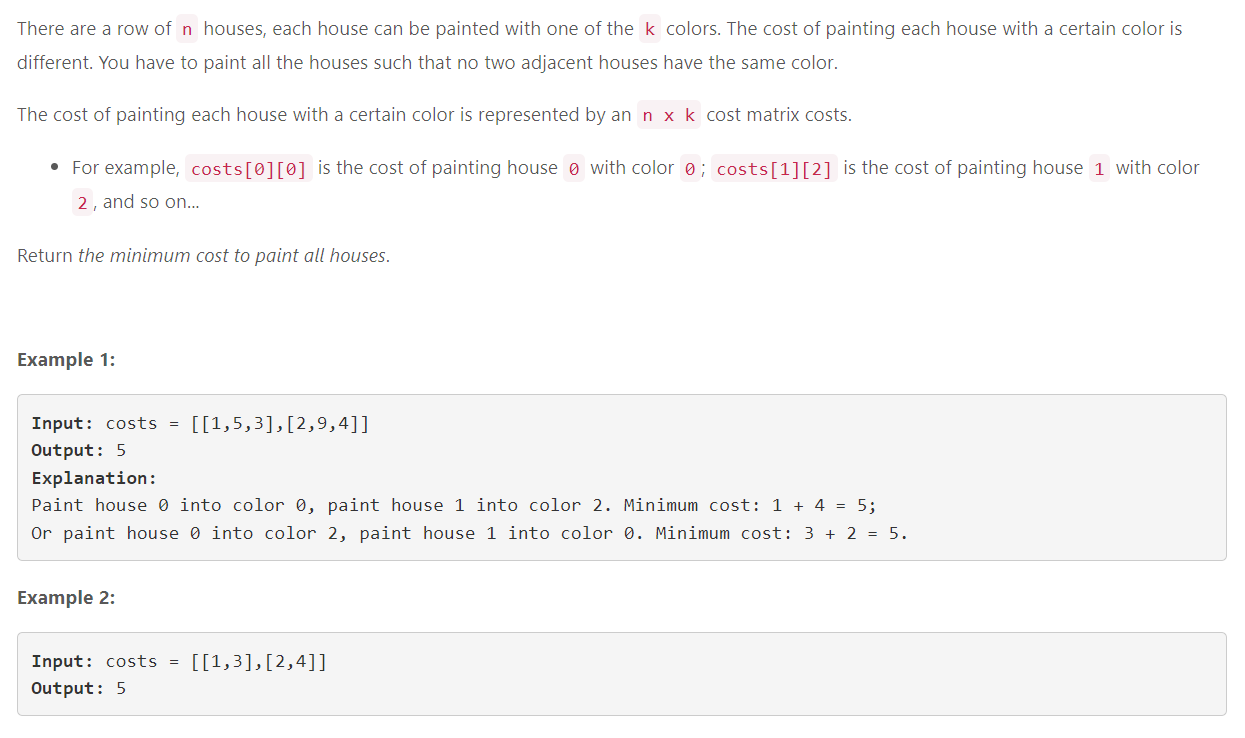 There are a row of n houses, each house can be painted with one of the k colors. The cost of painting each house with a certain color is
different. You have to paint all the houses such that no two adjacent houses have the same color.
The cost of painting each house with a certain color is represented by an n x k cost matrix costs.
• For example, costs[0][0] is the cost of painting house 0 with color 0; costs[1][2] is the cost of painting house 1 with color
2, and so on...
Return the minimum cost to paint all houses.
Example 1:
Input: costs = [[1,5,3],[2,9,4]]
Output: 5
Explanation:
Paint house 0 into color 0, paint house 1 into color 2. Minimum cost: 1 + 4 = 5;
Or paint house 0 into color 2, paint house 1 into color 0. Minimum cost: 3 + 2 = 5.
Example 2:
Input: costs = [[1,3],[2,4]]
Output: 5